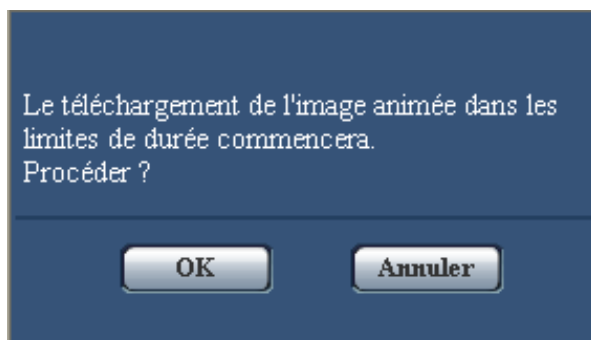 Le téléchargement de l'image animée dans les
limites de durée commencera.
Procéder ?
OK
Annuler